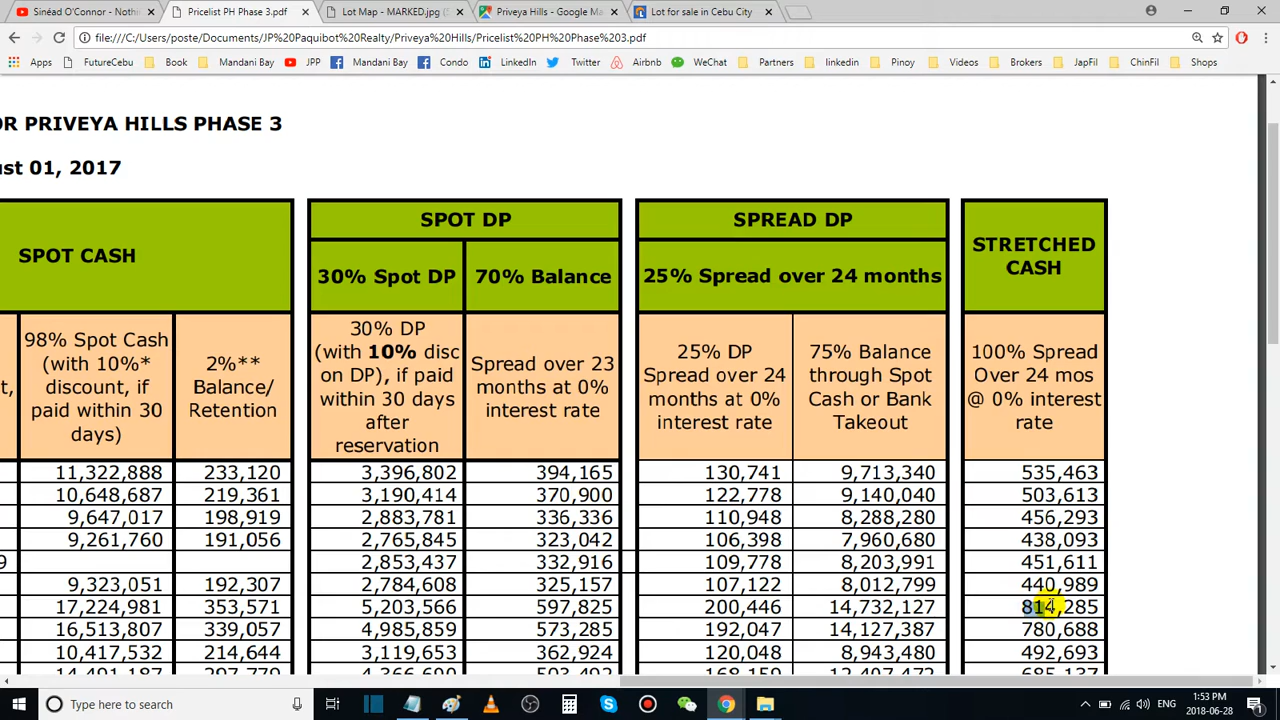 Sinéad O'Connor - Nothi
Pricelist PH Phase 3.pdf
Lot Map - MARKED.jpg (
Priveya Hills - Google Ma
Lot for sale in Cebu City
file:///C:/Users/poste/Documents/JP%20Paquibot%20Realty/Priveya%20Hills/Pricelist%20PH%20Phase%203.pdf
Apps FutureCebu Book Mandani Bay JPP Mandani Bay Condo LinkedIn Twitter Airbnb WeChat Partners linkedin Pinoy Videos Brokers JapFil ChinFil Shops
OR PRIVEYA HILLS PHASE 3
ust 01, 2017
SPOT CASH
SPOT DP
SPREAD DP
STRETCHED
CASH
30% Spot DP
70% Balance
25% Spread over 24 months
98% Spot Cash
(with 10%*
discount, if
paid within 30
days)
2%**
Balance/
Retention
30% DP
(with 10% disc
on DP), if paid
within 30 days
after
reservation
Spread over 23
months at 0%
interest rate
25% DP
Spread over 24
months at 0%
interest rate
75% Balance
through Spot
Cash or Bank
Takeout
100% Spread
Over 24 mos
@ 0% interest
rate
11,322,888 233,120 3,396,802 394,165 130,741 9,713,340 535,463
10,648,687 219,361 3,190,414 370,900 122,778 9,140,040 503,613
9,647,017 198,919 2,883,781 336,336 110,948 8,288,280 456,293
9,261,760 191,056 2,765,845 323,042 106,398 7,960,680 438,093
9 2,853,437 332,916 109,778 8,203,991 451,611
9,323,051 192,307 2,784,608 325,157 107,122 8,012,799 440,989
17,224,981 353,571 5,203,566 597,825 200,446 14,732,127 814,285
16,513,807 339,057 4,985,859 573,285 192,047 14,127,387 780,688
10,417,532 214,644 3,119,653 362,924 120,048 8,943,480 492,693
Type here to search
ENG
1:53 PM
2018-06-28